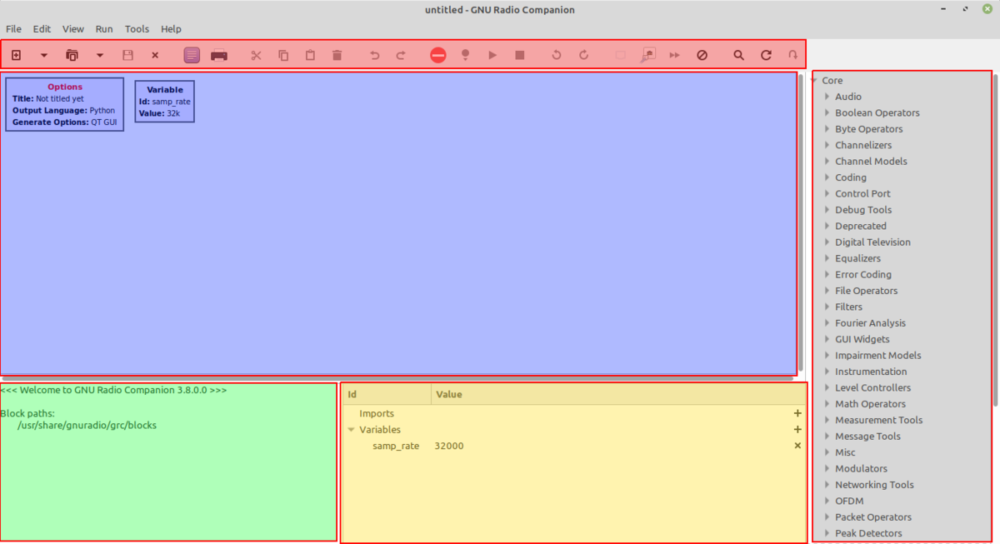 untitled - GNU Radio Companion
File Edit View Run Tools Help
Options
Title: Not titled yet
Output Language: Python
Generate Options: QT GUI
Variable
Id: samp_rate
Value: 32k
<<< Welcome to GNU Radio Companion 3.8.0.0 >>>
Block paths:
/usr/share/gnuradio/grc/blocks
Id Value
Imports
Variables
samp_rate 32000
Core
Audio
Boolean Operators
Byte Operators
Channelizers
Channel Models
Coding
Control Port
Debug Tools
Deprecated
Digital Television
Equalizers
Error Coding
File Operators
Filters
Fourier Analysis
GUI Widgets
Impairment Models
Instrumentation
Level Controllers
Math Operators
Measurement Tools
Message Tools
Misc
Modulators
Networking Tools
OFDM
Packet Operators
Peak Detectors